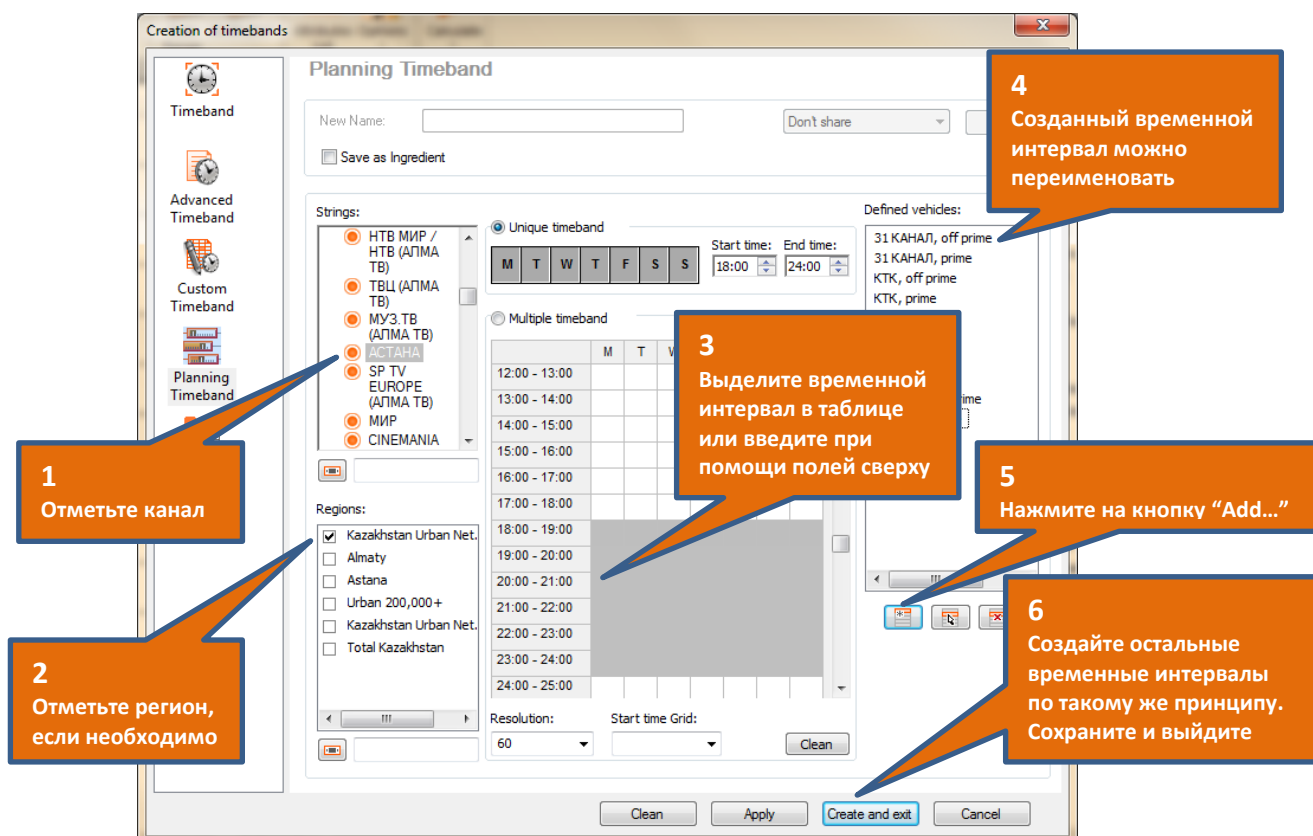 Creation of timebands
Timeband
Advanced
Timeband
Custom
Timeband
Planning
Timeband
Planning Timeband
New Name:
Don't share
Save as Ingredient
Strings:
НТВ МИР /
НТВ (АЛМА
ТВ)
ТВЦ (АЛМА
ТВ)
МУЗ.ТВ
(АЛМА ТВ)
АСТАНА
SP TV
EUROPE
(АЛМА ТВ)
МИР
CINEMANIA
Regions:
Kazakhstan Urban Net.
Almaty
Astana
Urban 200,000+
Kazakhstan Urban Net.
Total Kazakhstan
Unique timeband
M T W T F S S
Start time: End time:
18:00 24:00
Multiple timeband
M T
12:00 - 13:00
13:00 - 14:00
14:00 - 15:00
15:00 - 16:00
16:00 - 17:00
17:00 - 18:00
18:00 - 19:00
19:00 - 20:00
20:00 - 21:00
21:00 - 22:00
22:00 - 23:00
23:00 - 24:00
24:00 - 25:00
Resolution: Start time Grid:
60
Clean
Defined vehicles:
31 КАНАЛ, off prime
31 КАНАЛ, prime
КТК, off prime
КТК, prime
1
Отметьте канал
2
Отметьте регион,
если необходимо
3
Выделите временной
интервал в таблице
или введите при
помощи полей сверху
4
Созданный временной
интервал можно
переименовать
5
Нажмите на кнопку “Add…”
6
Создайте остальные
временные интервалы
по такому же принципу.
Сохраните и выйдите
Clean
Apply
Create and exit
Cancel